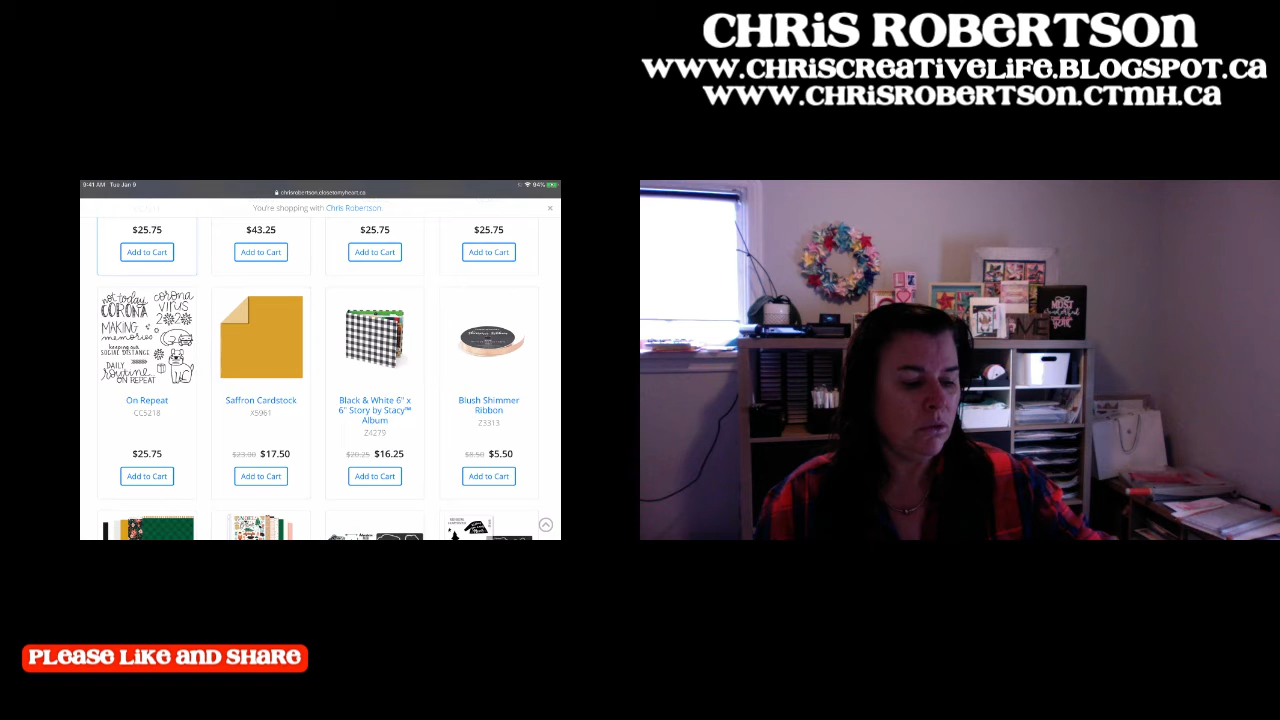 CHRiS ROBERTSON
WWW.CHRISCREATIVELIFE.BLOGSPOT.Ca
WWW.CHRISROBERTSON.CTMH.Ca
9:41 AM Tue Jan 9
chrisrobertson.closetomyheart.ca
94%
You're shopping with Chris Robertson
$25.75 $43.25 $25.75 $25.75
Add to Cart Add to Cart Add to Cart Add to Cart
not today CORONA
corona virus 2020
MAKING memories
keeping our SOCIAL DISTANCE
DAILY routine ON REPEAT
On Repeat
CC5218
$25.75
Add to Cart
Saffron Cardstock
X5961
$23.00 $17.50
Add to Cart
Black & White 6" x
6" Story by Stacy™
Album
Z4279
$20.25 $16.25
Add to Cart
Blush Shimmer
Ribbon
Z3313
$8.50 $5.50
Add to Cart
MOST
ME
PLEASE LIKE AND SHARE